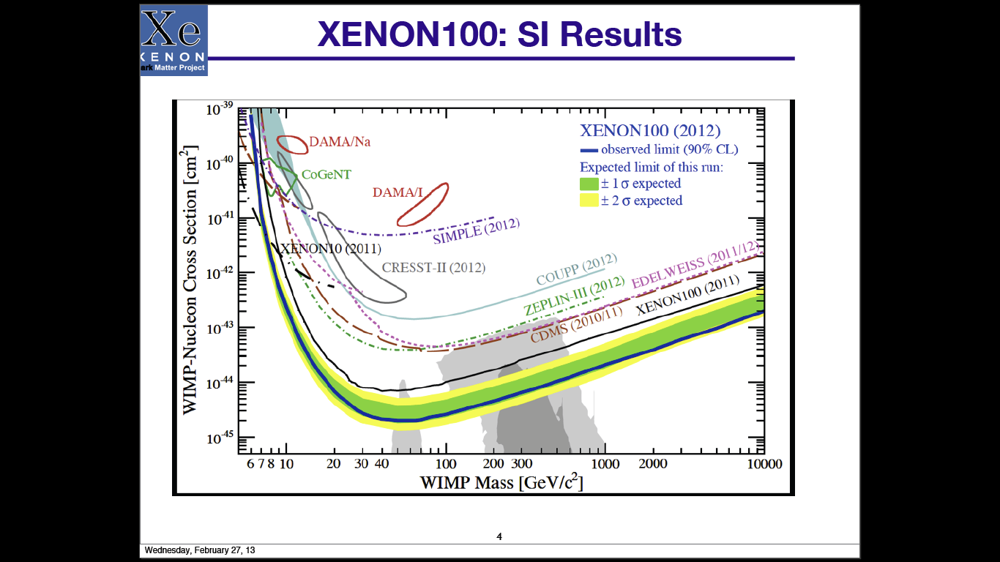 Xe
XENON
ark Matter Project
XENON100: SI Results
WIMP-Nucleon Cross Section [cm²]
10⁻³⁹
10⁻⁴⁰
10⁻⁴¹
10⁻⁴²
10⁻⁴³
10⁻⁴⁴
10⁻⁴⁵
DAMA/Na
CoGeNT
DAMA/I
SIMPLE (2012)
XENON10 (2011)
CRESST-II (2012)
COUPP (2012)
ZEPLIN-III (2012)
EDELWEISS (2011/12)
CDMS (2010/11)
XENON100 (2011)
XENON100 (2012)
observed limit (90% CL)
Expected limit of this run:
± 1 σ expected
± 2 σ expected
6 7 8 10 20 30 40 100 200 300 1000 2000 10000
WIMP Mass [GeV/c²]
4
Wednesday, February 27, 13